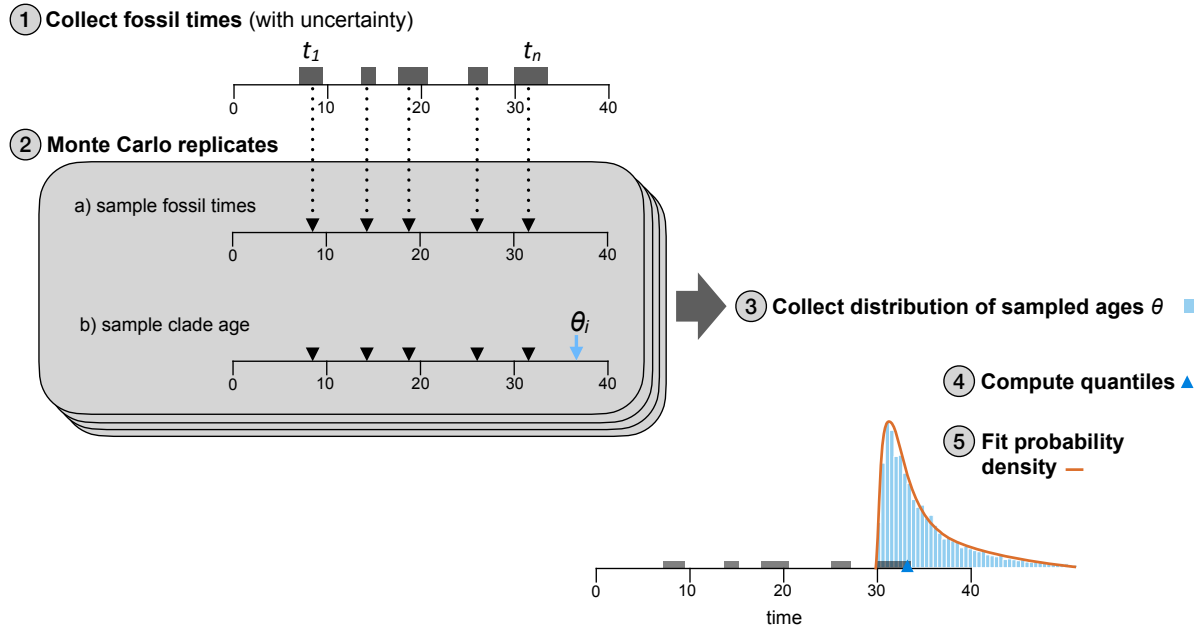 1 Collect fossil times (with uncertainty)
t1 tn
0 10 20 30 40
2 Monte Carlo replicates
a) sample fossil times
0 10 20 30 40
b) sample clade age
θi
0 10 20 30 40
3 Collect distribution of sampled ages θ
4 Compute quantiles
5 Fit probability
density
0 10 20 30 40
time